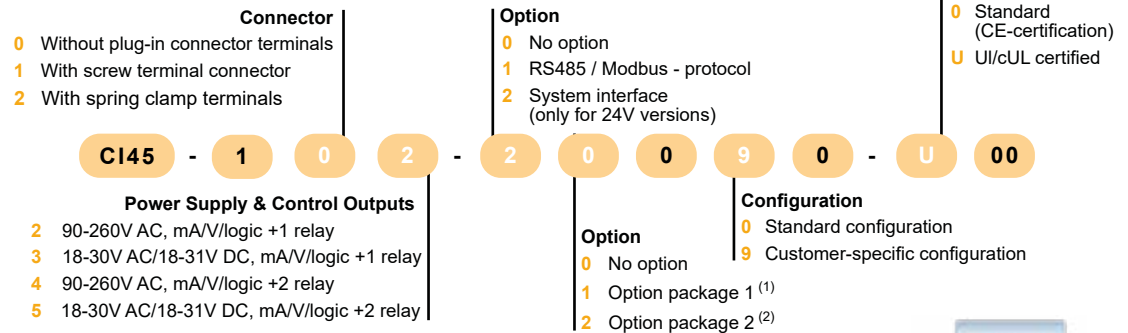 Connector
0 Without plug-in connector terminals
1 With screw terminal connector
2 With spring clamp terminals
Option
0 No option
1 RS485 / Modbus - protocol
2 System interface
(only for 24V versions)
0 Standard
(CE-certification)
U Ul/cUL certified
CI45 - 1 0 2 - 2 0 0 9 0 - U 00
Power Supply & Control Outputs
2 90-260V AC, mA/V/logic +1 relay
3 18-30V AC/18-31V DC, mA/V/logic +1 relay
4 90-260V AC, mA/V/logic +2 relay
5 18-30V AC/18-31V DC, mA/V/logic +2 relay
Option
0 No option
1 Option package 1 (1)
2 Option package 2 (2)
Configuration
0 Standard configuration
9 Customer-specific configuration